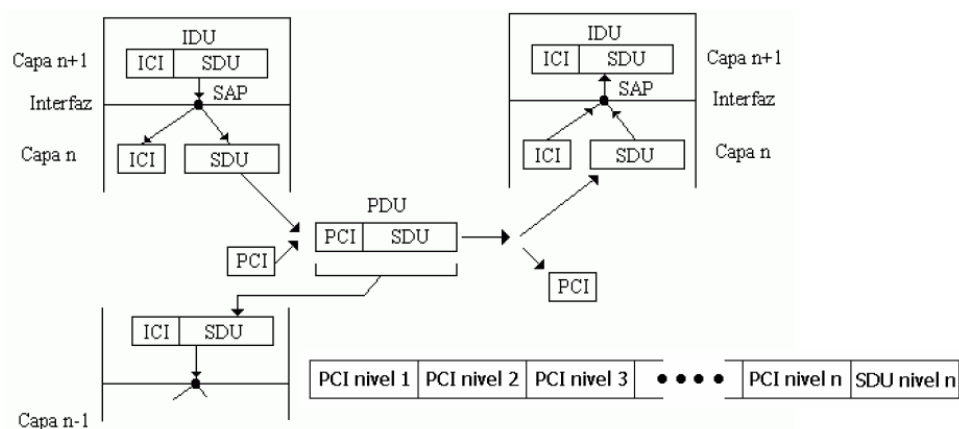 IDU
Capa n+1
ICI SDU
SAP
Interfaz
Capa n
ICI
SDU
IDU
ICI SDU
Capa n+1
SAP
Interfaz
ICI
SDU
Capa n
PDU
PCI SDU
PCI
PCI
ICI SDU
Capa n-1
PCI nivel 1 PCI nivel 2 PCI nivel 3 • • • • PCI nivel n SDU nivel n